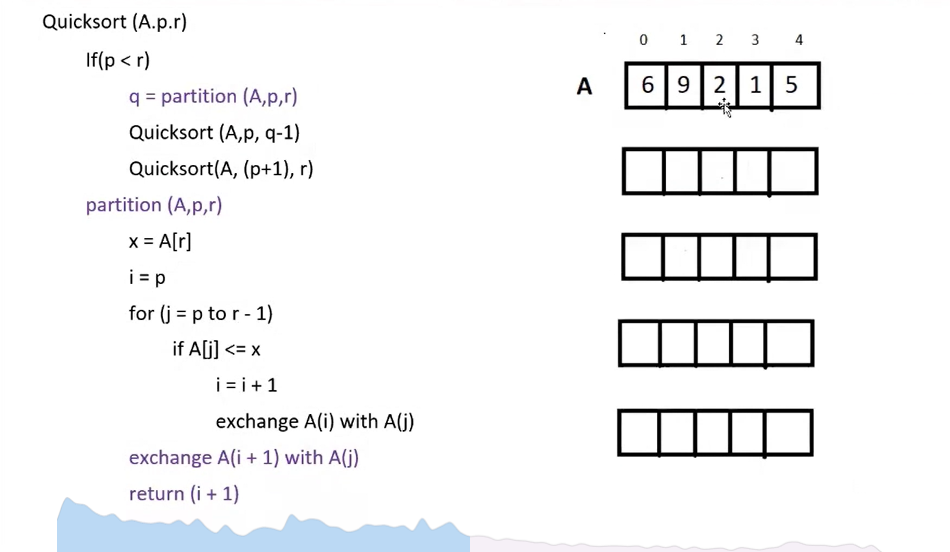 Quicksort (A.p.r)
If(p < r)
q = partition (A,p,r)
Quicksort (A,p, q-1)
Quicksort(A, (p+1), r)
partition (A,p,r)
x = A[r]
i = p
for (j = p to r - 1)
if A[j] <= x
i = i + 1
exchange A(i) with A(j)
exchange A(i + 1) with A(j)
return (i + 1)
0 1 2 3 4
A 6 9 2 1 5